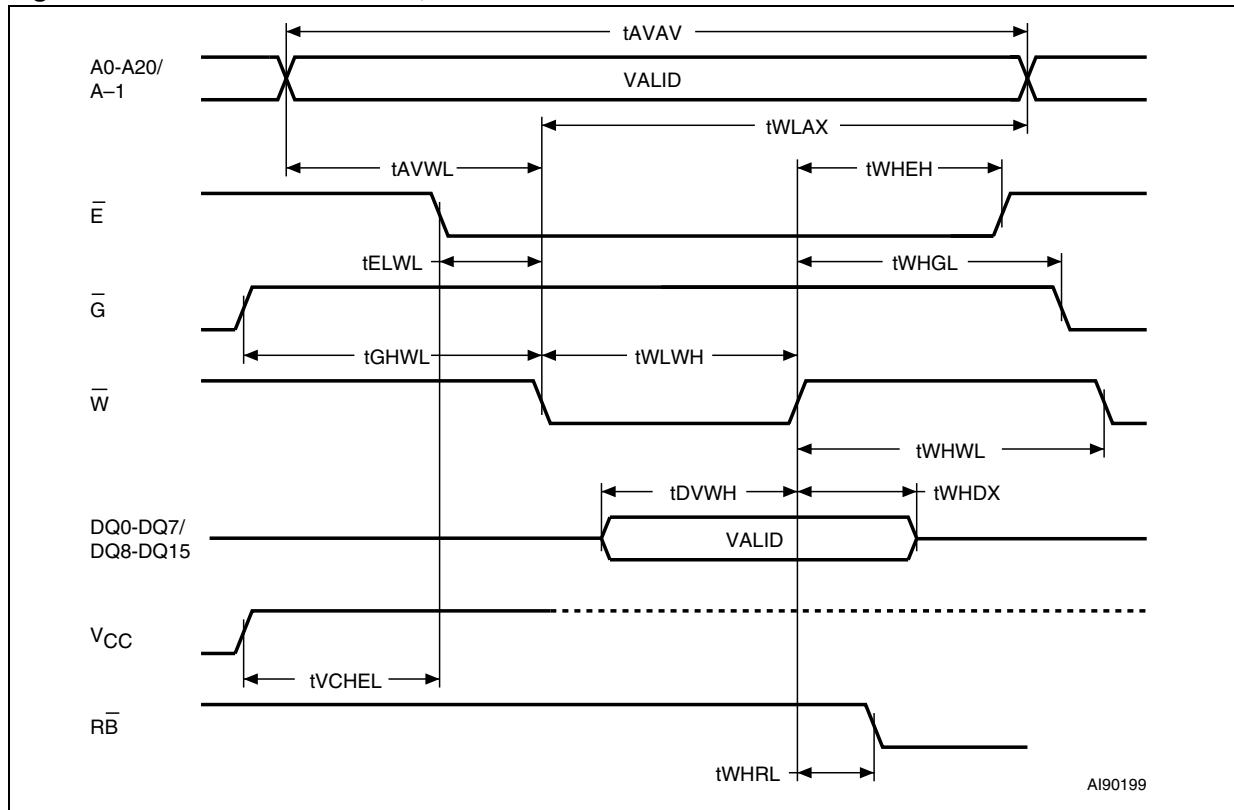 tAVAV
A0-A20/
A–1
VALID
tWLAX
tAVWL
tWHEH
E̅
tELWL
tWHGL
G̅
tGHWL
tWLWH
W̅
tWHWL
tDVWH
tWHDX
DQ0-DQ7/
DQ8-DQ15
VALID
VCC
tVCHEL
RB̅
tWHRL
AI90199